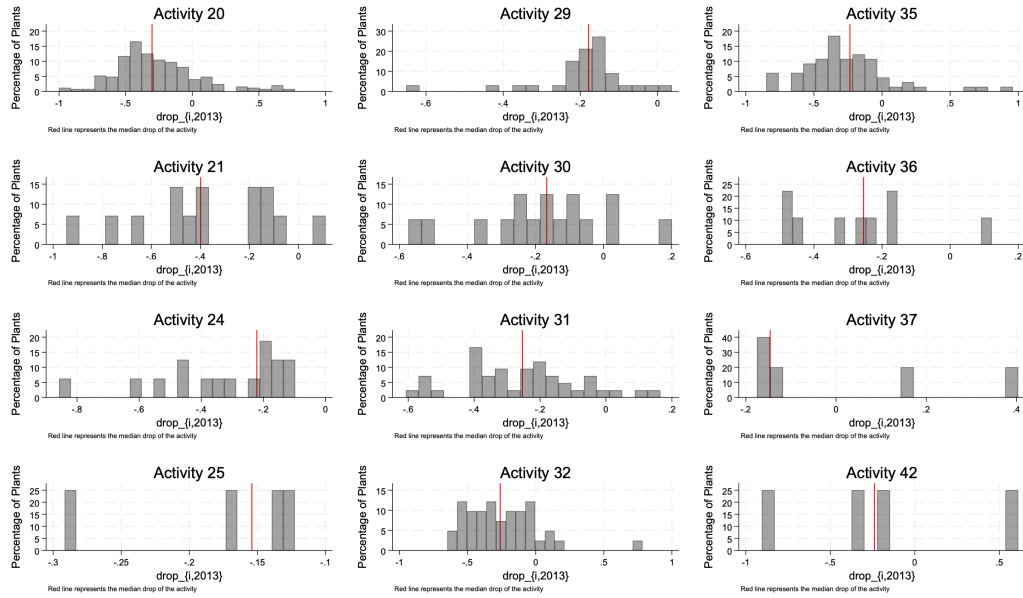 Activity 20
Percentage of Plants
20
15
10
5
0
-1 -.5 0 .5 1
drop_{i,2013}
Red line represents the median drop of the activity
Activity 29
Percentage of Plants
30
20
10
0
-.6 -.4 -.2 0
drop_{i,2013}
Red line represents the median drop of the activity
Activity 35
Percentage of Plants
20
15
10
5
0
-1 -.5 0 .5 1
drop_{i,2013}
Red line represents the median drop of the activity
Activity 21
Percentage of Plants
15
10
5
0
-1 -.8 -.6 -.4 -.2 0
drop_{i,2013}
Red line represents the median drop of the activity
Activity 30
Percentage of Plants
15
10
5
0
-.6 -.4 -.2 0 .2
drop_{i,2013}
Red line represents the median drop of the activity
Activity 36
Percentage of Plants
25
20
15
10
5
0
-.6 -.4 -.2 0 .2
drop_{i,2013}
Red line represents the median drop of the activity
Activity 24
Percentage of Plants
20
15
10
5
0
-.8 -.6 -.4 -.2 0
drop_{i,2013}
Red line represents the median drop of the activity
Activity 31
Percentage of Plants
20
15
10
5
0
-.6 -.4 -.2 0 .2
drop_{i,2013}
Red line represents the median drop of the activity
Activity 37
Percentage of Plants
40
30
20
10
0
-.2 0 .2 .4
drop_{i,2013}
Red line represents the median drop of the activity
Activity 25
Percentage of Plants
25
20
15
10
5
0
-.3 -.25 -.2 -.15 -.1
drop_{i,2013}
Red line represents the median drop of the activity
Activity 32
Percentage of Plants
15
10
5
0
-1 -.5 0 .5 1
drop_{i,2013}
Red line represents the median drop of the activity
Activity 42
Percentage of Plants
25
20
15
10
5
0
-1 -.5 0 .5
drop_{i,2013}
Red line represents the median drop of the activity